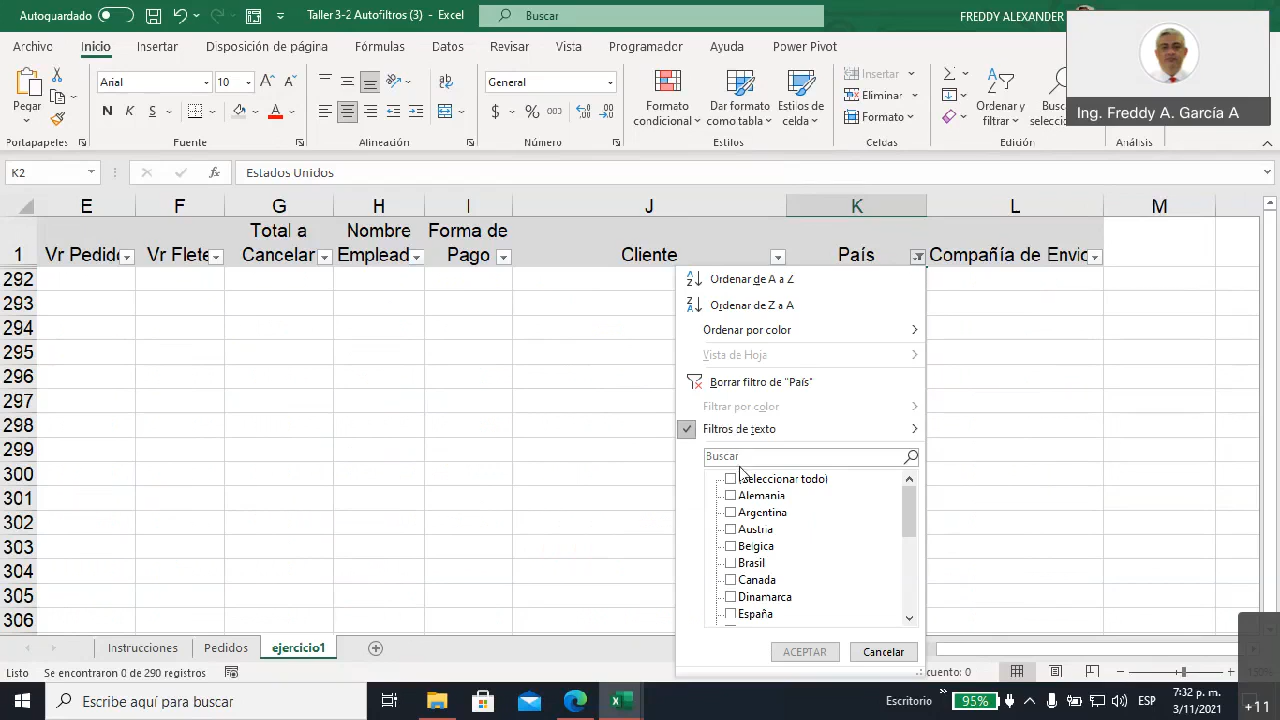 Autoguardado
Taller 3-2 Autofiltros (3) - Excel
Buscar
FREDDY ALEXANDER
Archivo Inicio Insertar Disposición de página Fórmulas Datos Revisar Vista Programador Ayuda Power Pivot
Pegar
Portapapeles
Arial 10
N K S
Fuente
Alineación
General
$ % 000
Número
Formato condicional
Dar formato como tabla
Estilos de celda
Estilos
Insertar
Eliminar
Formato
Celdas
Ordenar y filtrar
Edición
Análisis
Ing. Freddy A. García A
K2
fx
Estados Unidos
E F G H I J K L M
1 Vr Pedido Vr Flete Total a Cancelar Nombre Emplead Forma de Pago Cliente País Compañía de Envio
292
293
294
295
296
297
298
299
300
301
302
303
304
305
306
Ordenar de A a Z
Ordenar de Z a A
Ordenar por color
Vista de Hoja
Borrar filtro de "País"
Filtrar por color
Filtros de texto
Buscar
(Seleccionar todo)
Alemania
Argentina
Austria
Belgica
Brasil
Canada
Dinamarca
España
ACEPTAR Cancelar
Instrucciones Pedidos ejercicio1
Listo Se encontraron 0 de 290 registros
cuento: 0
150%
Escribe aquí para buscar
Escritorio
95%
ESP
7:32 p. m.
3/11/2021
+11